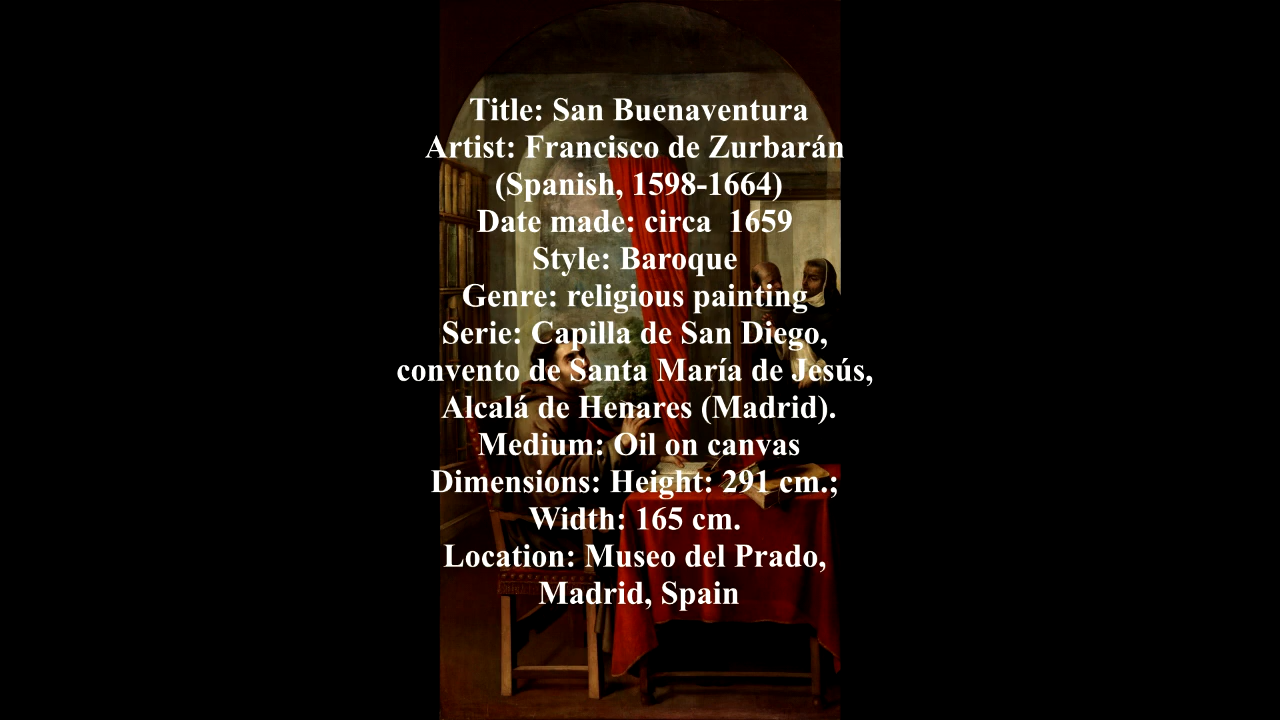 Title: San Buenaventura
Artist: Francisco de Zurbarán
(Spanish, 1598-1664)
Date made: circa  1659
Style: Baroque
Genre: religious painting
Serie: Capilla de San Diego,
convento de Santa María de Jesús,
Alcalá de Henares (Madrid).
Medium: Oil on canvas
Dimensions: Height: 291 cm.;
Width: 165 cm.
Location: Museo del Prado,
Madrid, Spain